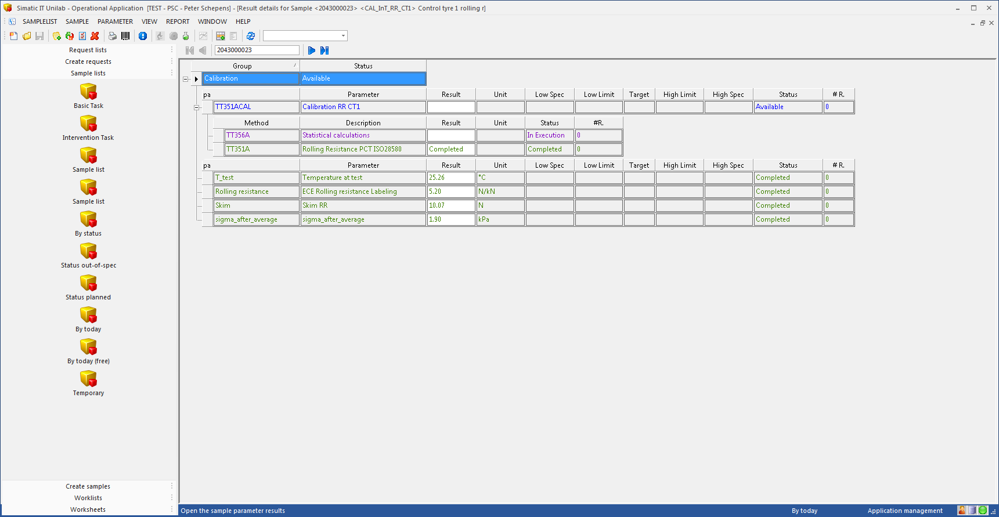 Simatic IT Unilab - Operational Application [TEST - PSC - Peter Schepens] - [Result details for Sample <2043000023> <CAL_InT_RR_CT1> Control tyre 1 rolling r]
SAMPLELIST SAMPLE PARAMETER VIEW REPORT WINDOW HELP
Request lists
Create requests
Sample lists
Basic Task
Intervention Task
Sample list
Sample list
By status
Status out-of-spec
Status planned
By today
By today (free)
Temporary
Create samples
Worklists
Worksheets
2043000023
Group Status
Calibration Available
pa Parameter Result Unit Low Spec Low Limit Target High Limit High Spec Status # R.
TT351ACAL Calibration RR CT1 Available 0
Method Description Result Unit Status #R.
TT356A Statistical calculations In Execution 0
TT351A Rolling Resistance PCT ISO28580 Completed Completed 0
pa Parameter Result Unit Low Spec Low Limit Target High Limit High Spec Status # R.
T_test Temperature at test 25.26 °C Completed 0
Rolling resistance ECE Rolling resistance Labeling 5.20 N/kN Completed 0
Skim Skim RR 10.07 N Completed 0
sigma_after_average sigma_after_average 1.90 kPa Completed 0
Open the sample parameter results By today Application management